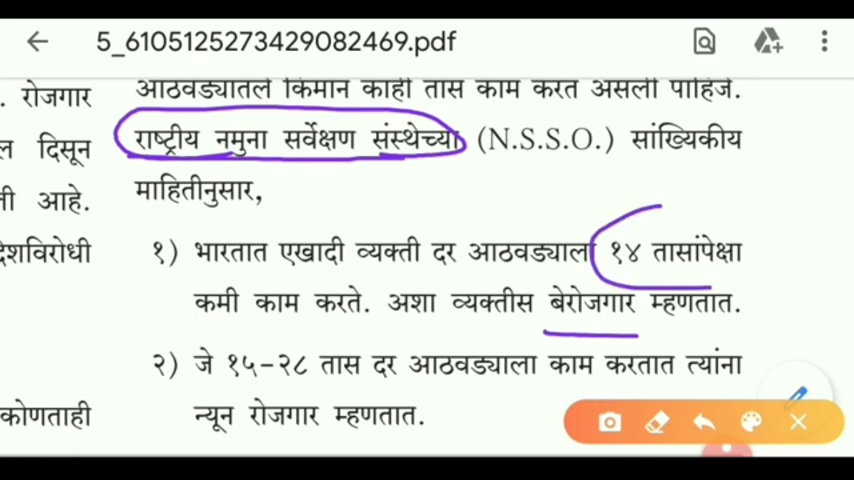 5_6105125273429082469.pdf
. रोजगार
ल दिसून
ती आहे.
देशविरोधी
कोणताही
आठवड्यातले किमान काही तास काम करत असली पाहिजे.
राष्ट्रीय नमुना सर्वेक्षण संस्थेच्या (N.S.S.O.) सांख्यिकीय
माहितीनुसार,
१) भारतात एखादी व्यक्ती दर आठवड्याला १४ तासांपेक्षा
कमी काम करते. अशा व्यक्तीस बेरोजगार म्हणतात.
२) जे १५-२८ तास दर आठवड्याला काम करतात त्यांना
न्यून रोजगार म्हणतात.